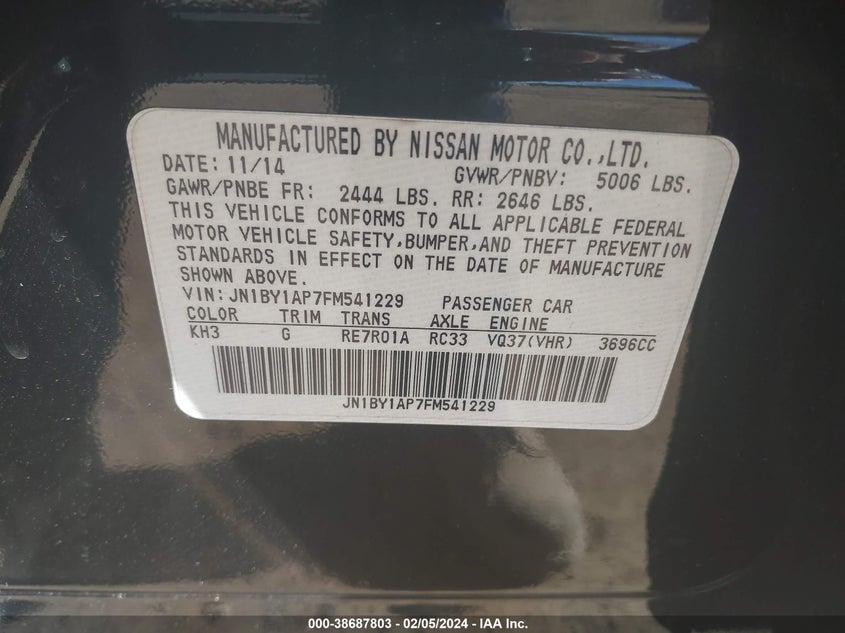 MANUFACTURED BY NISSAN MOTOR CO.,LTD.
DATE: 11/14 GVWR/PNBV: 5006 LBS.
GAWR/PNBE FR: 2444 LBS. RR: 2646 LBS.
THIS VEHICLE CONFORMS TO ALL APPLICABLE FEDERAL
MOTOR VEHICLE SAFETY,BUMPER,AND THEFT PREVENTION
STANDARDS IN EFFECT ON THE DATE OF MANUFACTURE
SHOWN ABOVE.
VIN: JN1BY1AP7FM541229 PASSENGER CAR
COLOR TRIM TRANS AXLE ENGINE
KH3 G RE7R01A RC33 VQ37(VHR) 3696CC
JN1BY1AP7FM541229
000-38687803 - 02/05/2024 - IAA Inc.